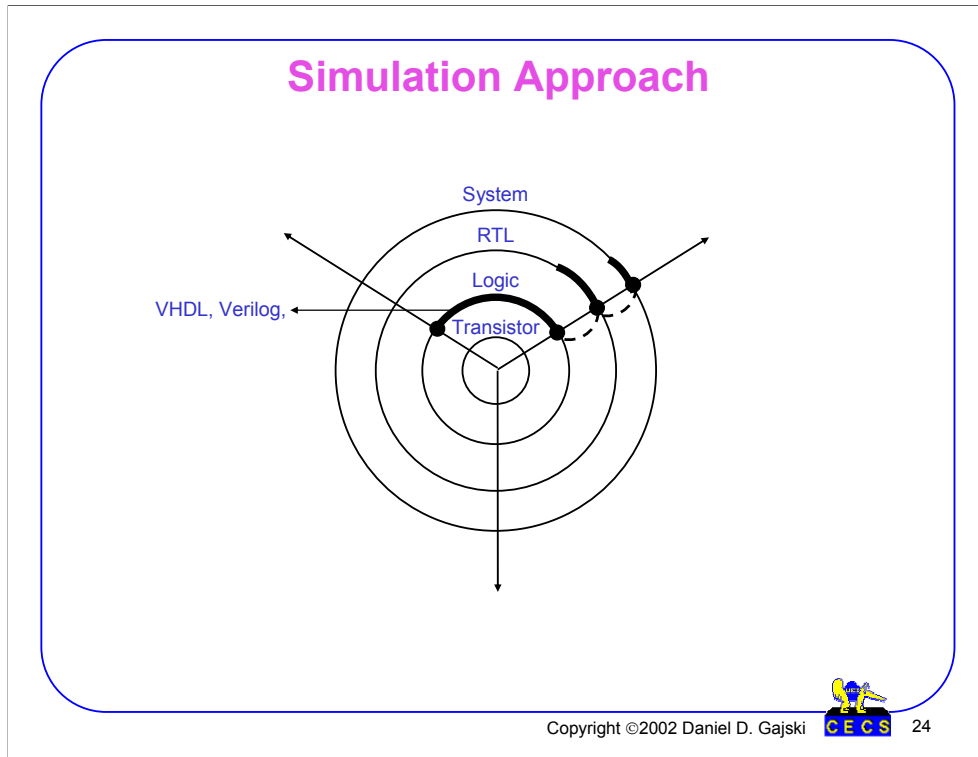 Simulation Approach
System
RTL
Logic
VHDL, Verilog,
Transistor
Copyright ©2002 Daniel D. Gajski
CECS
24